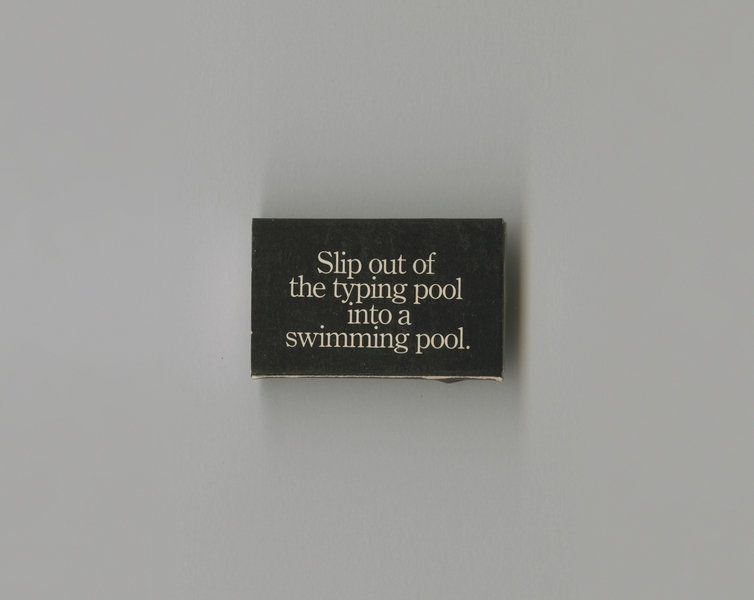 Slip out of
the typing pool
into a
swimming pool.